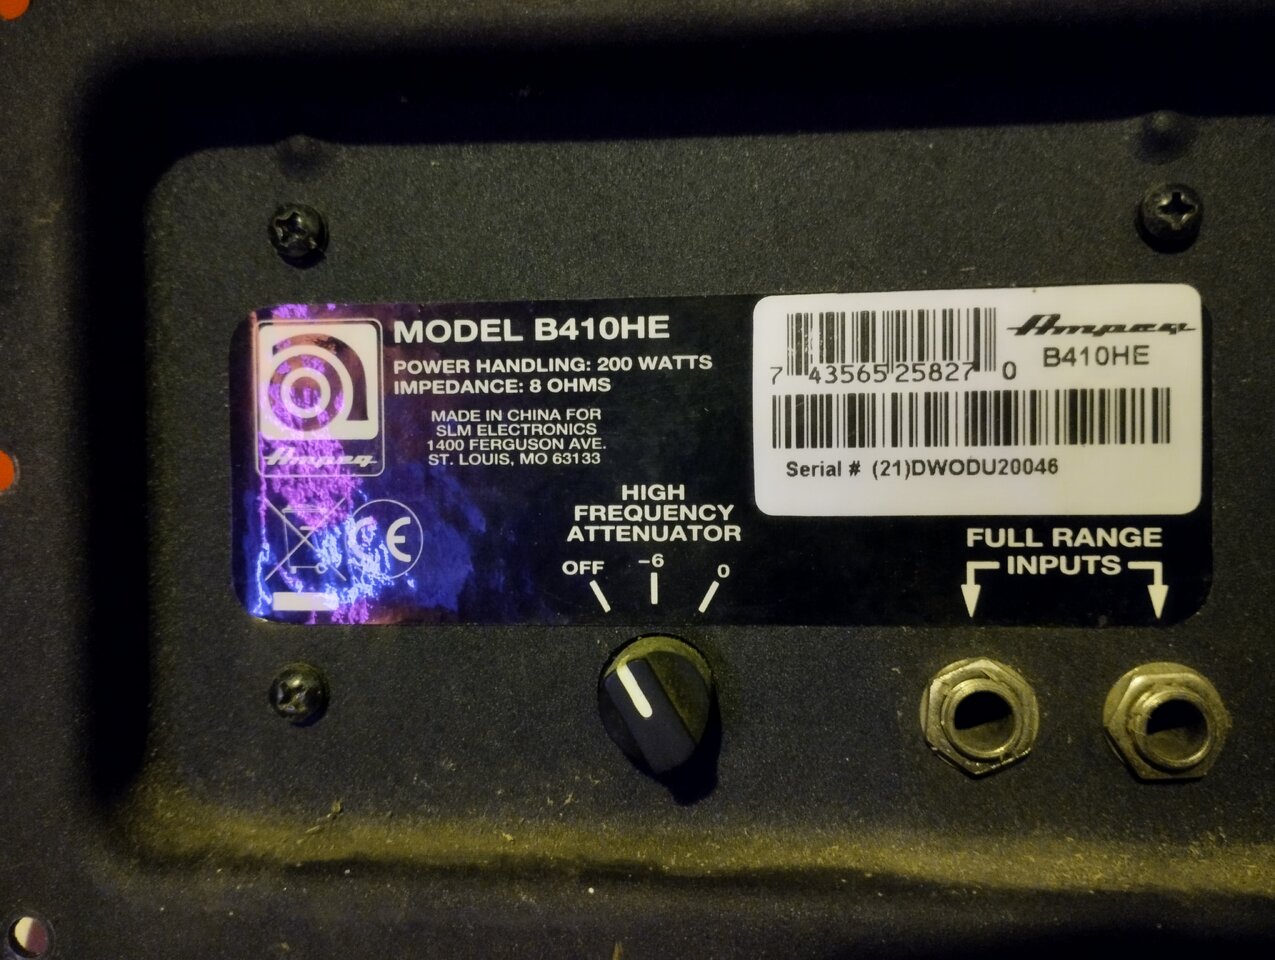 MODEL B410HE
POWER HANDLING: 200 WATTS
IMPEDANCE: 8 OHMS
MADE IN CHINA FOR
SLM ELECTRONICS
1400 FERGUSON AVE.
ST. LOUIS, MO 63133
Ampeg
CE
HIGH
FREQUENCY
ATTENUATOR
OFF -6 0
Ampeg
B410HE
7 43565 25827 0
Serial # (21)DWODU20046
FULL RANGE
INPUTS